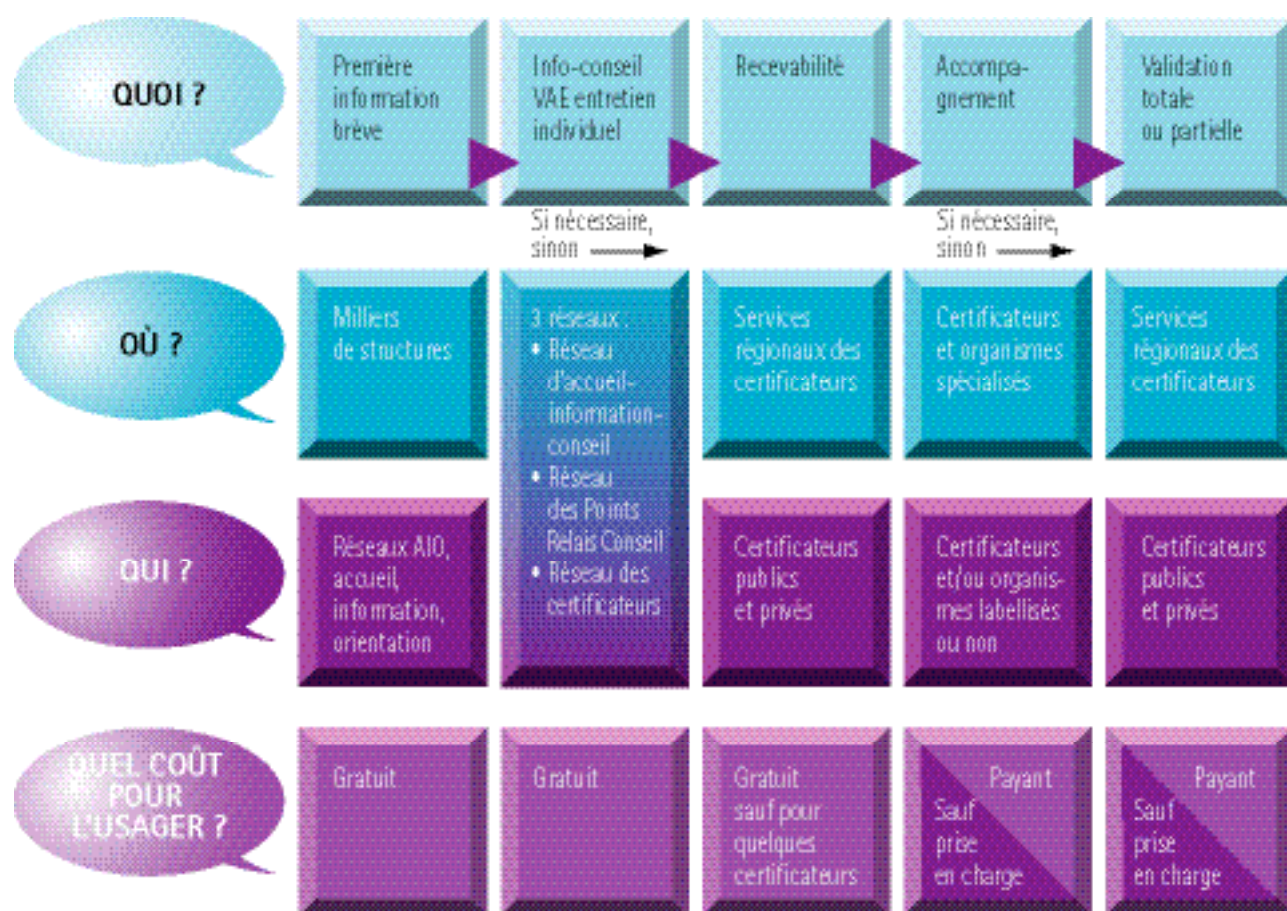 QUOI ?
Première
information
brève
Info-conseil
VAE entretien
individuel
Recevabilité
Accompa-
gnement
Validation
totale
ou partielle
Si nécessaire,
sinon
Si nécessaire,
sinon
OÙ ?
Milliers
de structures
3 réseaux :
• Réseau
d'accueil-
information-
conseil
• Réseau
des Points
Relais Conseil
• Réseau des
certificateurs
Services
régionaux des
certificateurs
Certificateurs
et organismes
spécialisés
Services
régionaux des
certificateurs
QUI ?
Réseaux AIO,
accueil,
information,
orientation
Certificateurs
publics
et privés
Certificateurs
et/ou organis-
mes labellisés
ou non
Certificateurs
publics
et privés
QUEL COÛT
POUR
L'USAGER ?
Gratuit
Gratuit
Gratuit
sauf pour
quelques
certificateurs
Payant
Sauf
prise
en charge
Payant
Sauf
prise
en charge